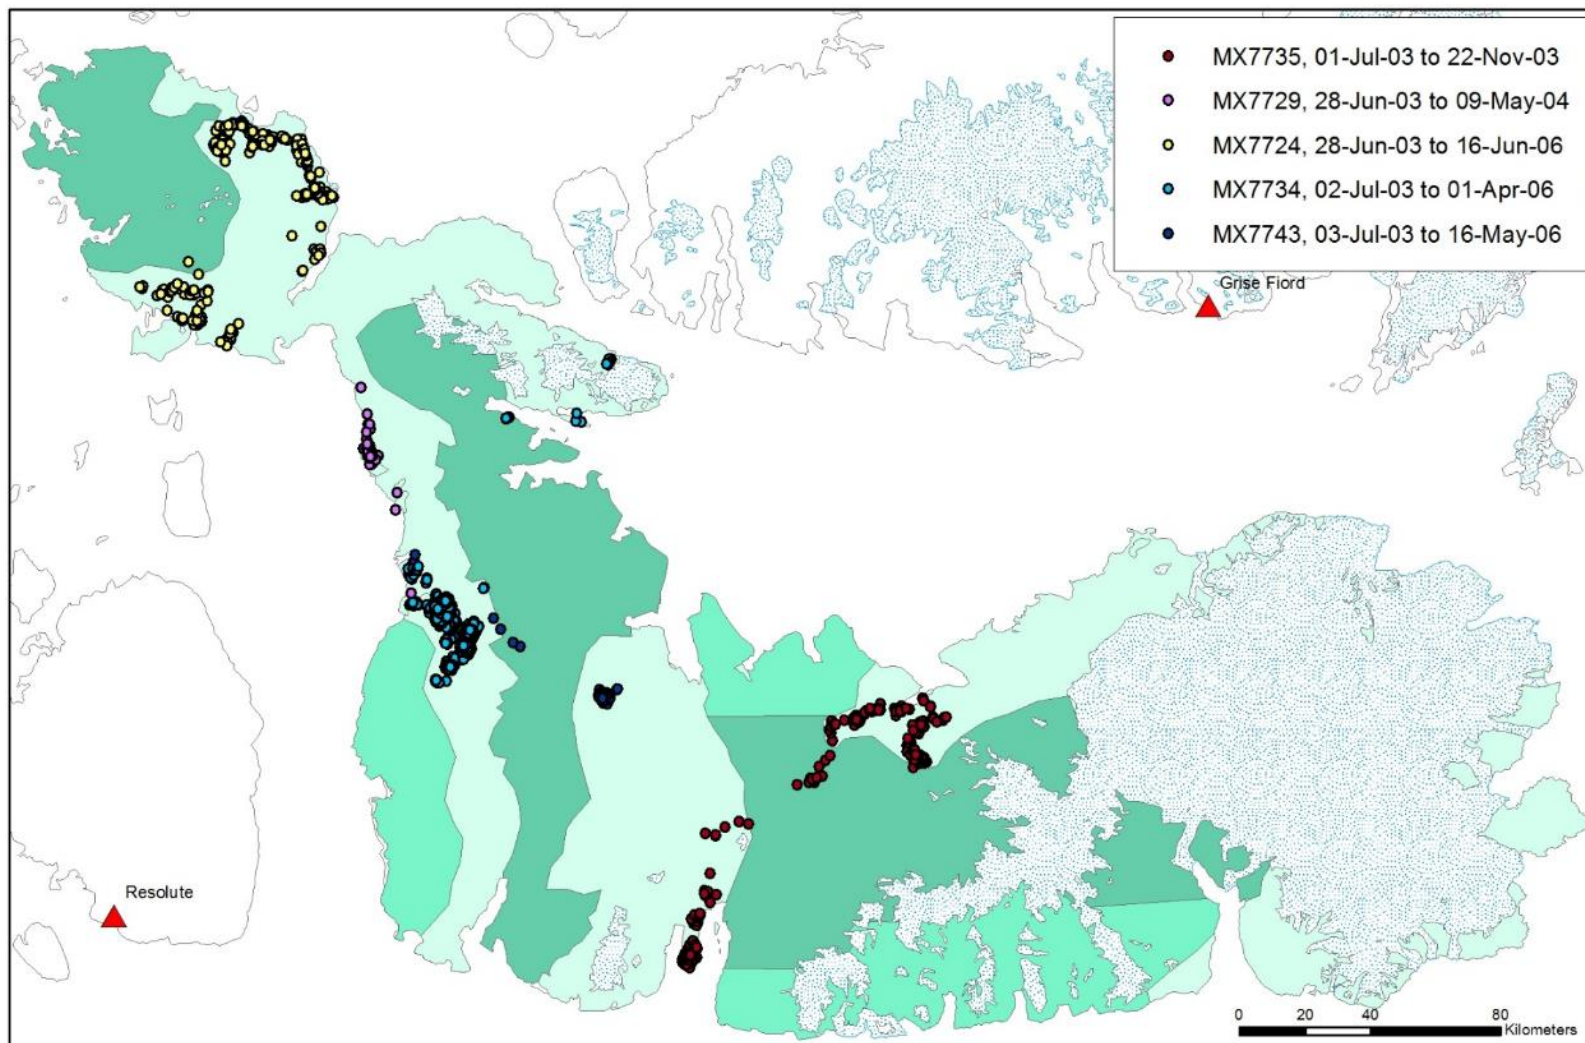 MX7735, 01-Jul-03 to 22-Nov-03
MX7729, 28-Jun-03 to 09-May-04
MX7724, 28-Jun-03 to 16-Jun-06
MX7734, 02-Jul-03 to 01-Apr-06
MX7743, 03-Jul-03 to 16-May-06
Grise Fiord
Resolute
0 20 40 80
Kilometers